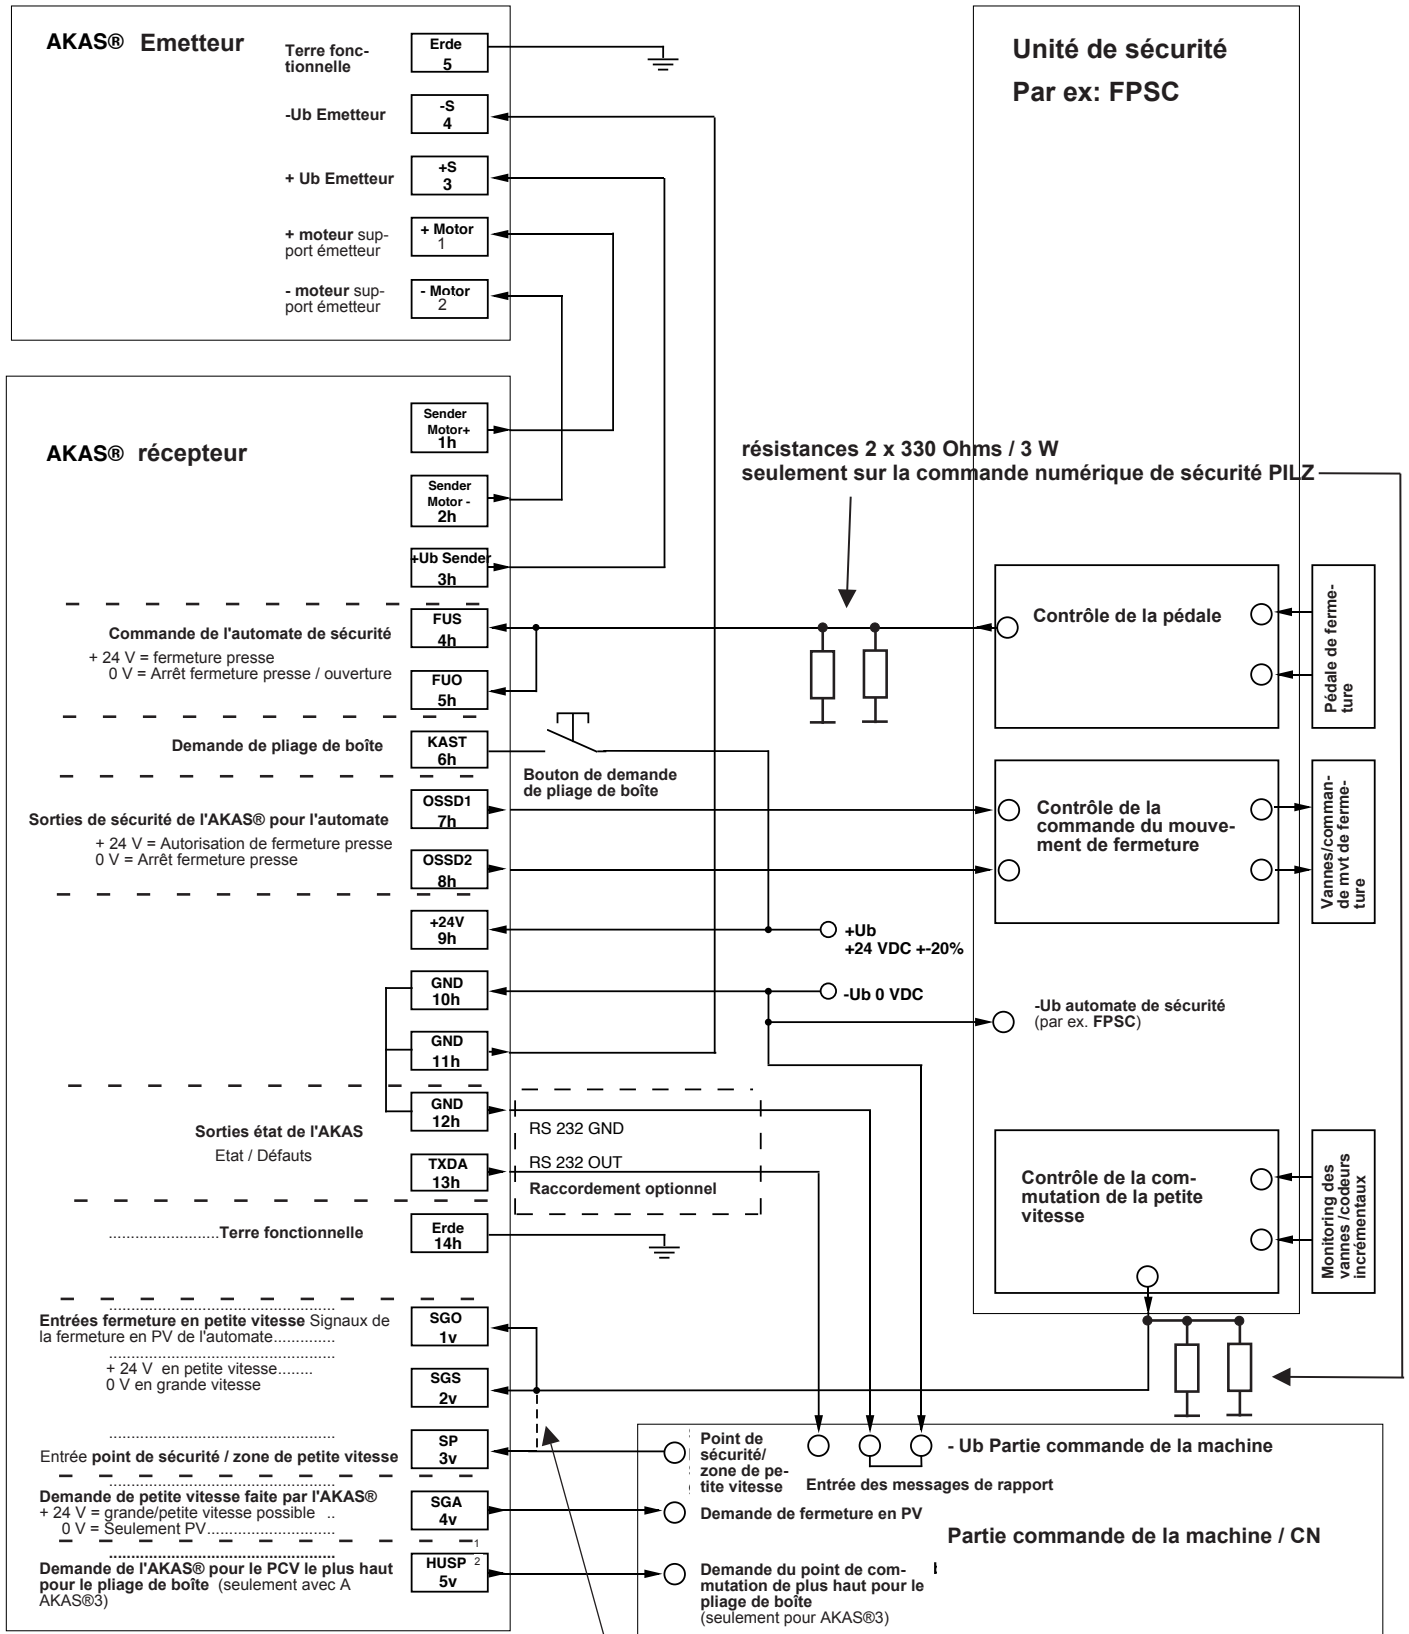 AKAS® Emetteur
Terre fonc-
tionnelle
Erde
5
-Ub Emetteur
-S
4
+ Ub Emetteur
+S
3
+ moteur sup-
port émetteur
+ Motor
1
- moteur sup-
port émetteur
- Motor
2
Unité de sécurité
Par ex: FPSC
AKAS® récepteur
Sender
Motor+
1h
Sender
Motor -
2h
+Ub Sender
3h
résistances 2 x 330 Ohms / 3 W
seulement sur la commande numérique de sécurité PILZ
Commande de l'automate de sécurité
+ 24 V = fermeture presse
0 V = Arrêt fermeture presse / ouverture
FUS
4h
FUO
5h
Contrôle de la pédale
Pédale de ferme-
ture
Demande de pliage de boîte
KAST
6h
Bouton de demande
de pliage de boîte
Sorties de sécurité de l'AKAS® pour l'automate
+ 24 V = Autorisation de fermeture presse
0 V = Arrêt fermeture presse
OSSD1
7h
OSSD2
8h
Contrôle de la
commande du mouve-
ment de fermeture
Vannes/comman-
de mvt de ferme-
ture
+24V
9h
+Ub
+24 VDC +-20%
GND
10h
-Ub 0 VDC
-Ub automate de sécurité
(par ex. FPSC)
GND
11h
GND
12h
RS 232 GND
Sorties état de l'AKAS
Etat / Défauts
TXDA
13h
RS 232 OUT
Raccordement optionnel
Contrôle de la com-
mutation de la petite
vitesse
Monitoring des
vannes /codeurs
incrémentaux
.........................Terre fonctionnelle
Erde
14h
...................................................
Entrées fermeture en petite vitesse Signaux de
la fermeture en PV de l'automate..............
...................................................
+ 24 V en petite vitesse........
0 V en grande vitesse
SGO
1v
SGS
2v
...................................................
Entrée point de sécurité / zone de petite vitesse
SP
3v
Point de
sécurité/
zone de pe-
tite vitesse
- Ub Partie commande de la machine
Entrée des messages de rapport
...................................................
Demande de petite vitesse faite par l'AKAS®
+ 24 V = grande/petite vitesse possible ..
0 V = Seulement PV.............................
SGA
4v
Demande de fermeture en PV
Partie commande de la machine / CN
...................................................
Demande de l'AKAS® pour le PCV le plus haut
pour le pliage de boîte (seulement avec A
AKAS®3)
1
HUSP 2
5v
Demande du point de com-
mutation de plus haut pour le
pliage de boîte
(seulement pour AKAS®3)